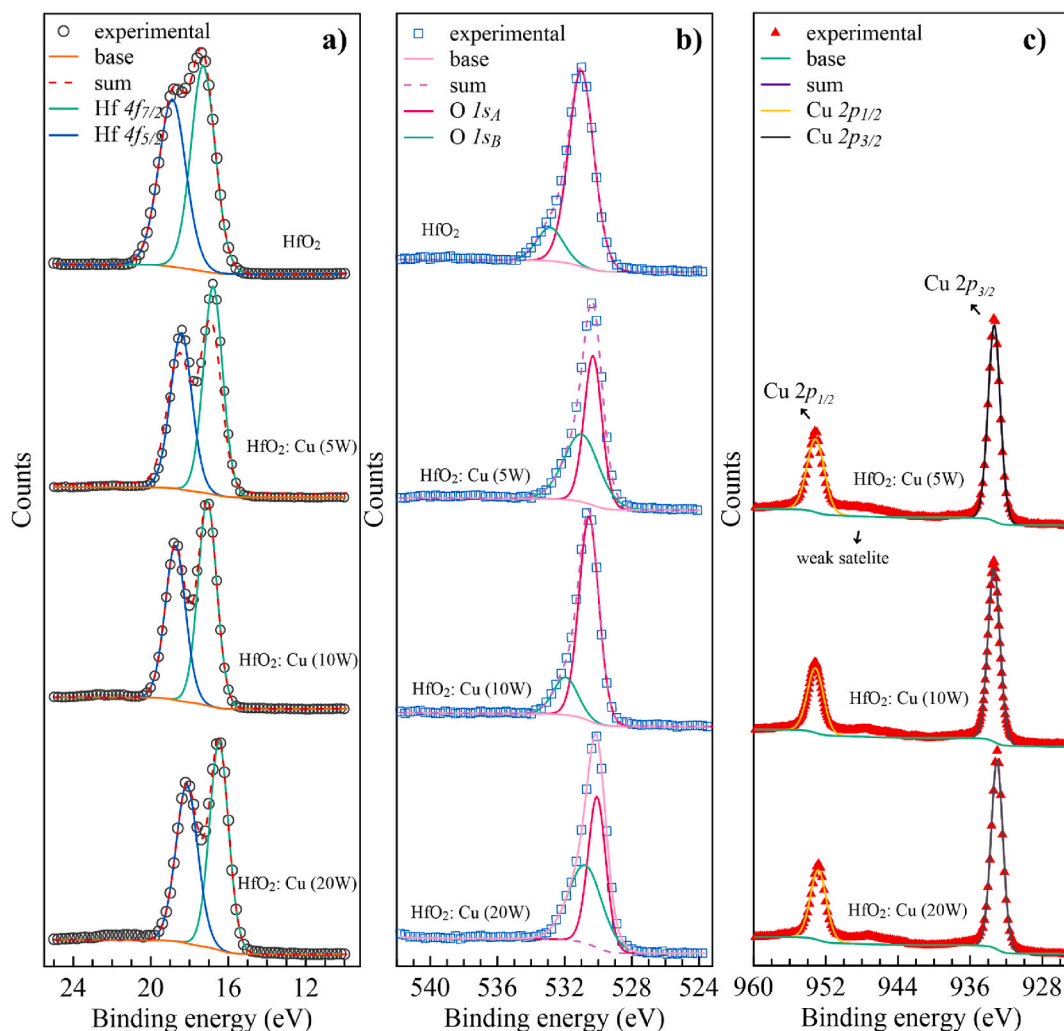 a)
experimental
base
sum
Hf 4f7/2
Hf 4f5/2
HfO2
HfO2: Cu (5W)
HfO2: Cu (10W)
HfO2: Cu (20W)
Counts
24 20 16 12
Binding energy (eV)
b)
experimental
base
sum
O 1sA
O 1sB
HfO2
HfO2: Cu (5W)
HfO2: Cu (10W)
HfO2: Cu (20W)
Counts
540 536 532 528 524
Binding energy (eV)
c)
experimental
base
sum
Cu 2p1/2
Cu 2p3/2
Cu 2p3/2
Cu 2p1/2
HfO2: Cu (5W)
weak satelite
HfO2: Cu (10W)
HfO2: Cu (20W)
Counts
960 952 944 936 928
Binding energy (eV)